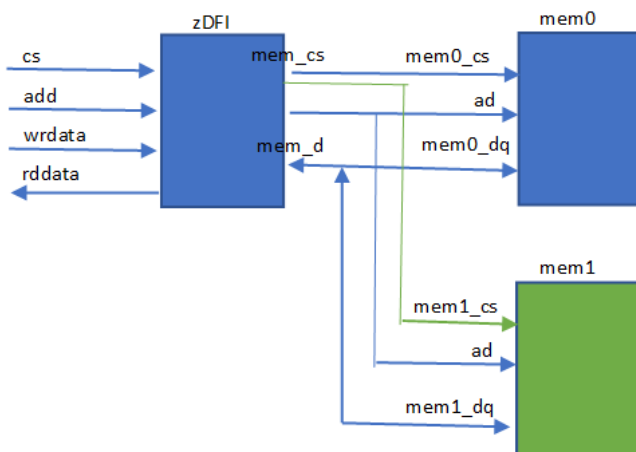 zDFI
mem0
cs
mem_cs
mem0_cs
add
ad
wrdata
mem_d
mem0_dq
rddata
mem1
mem1_cs
ad
mem1_dq